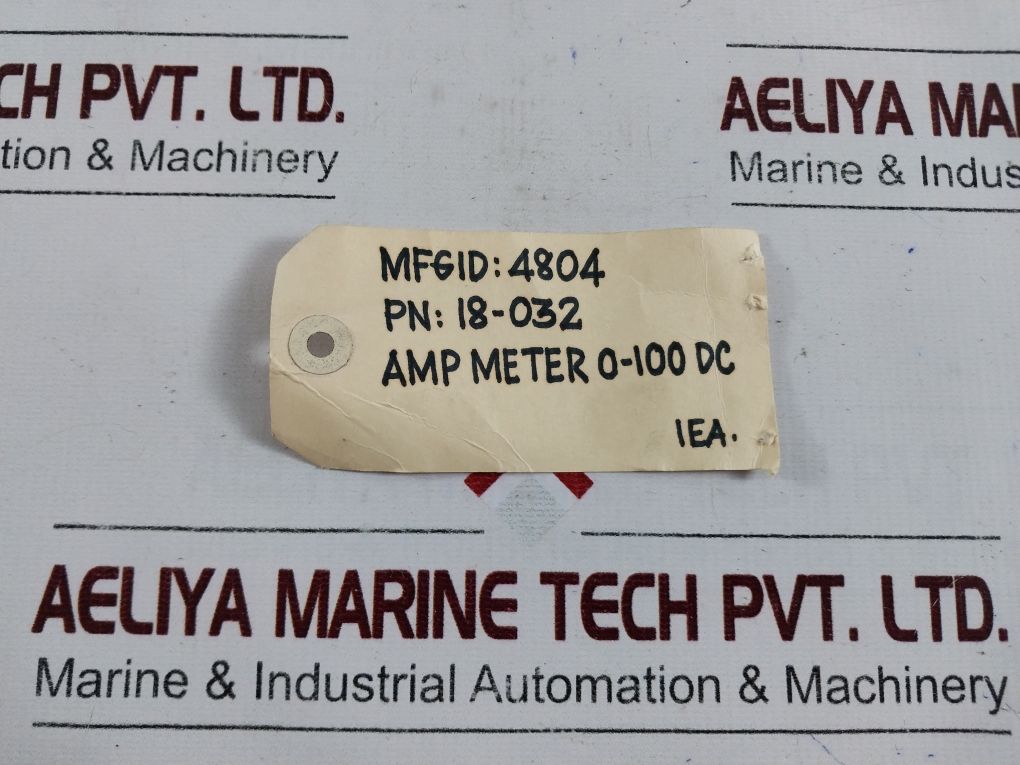 CH PVT. LTD.
tion & Machinery
AELIYA MA
Marine & Indus
MFGID: 4804
PN: 18-032
AMP METER 0-100 DC
1EA.
AELIYA MARINE TECH PVT. LTD.
Marine & Industrial Automation & Machinery